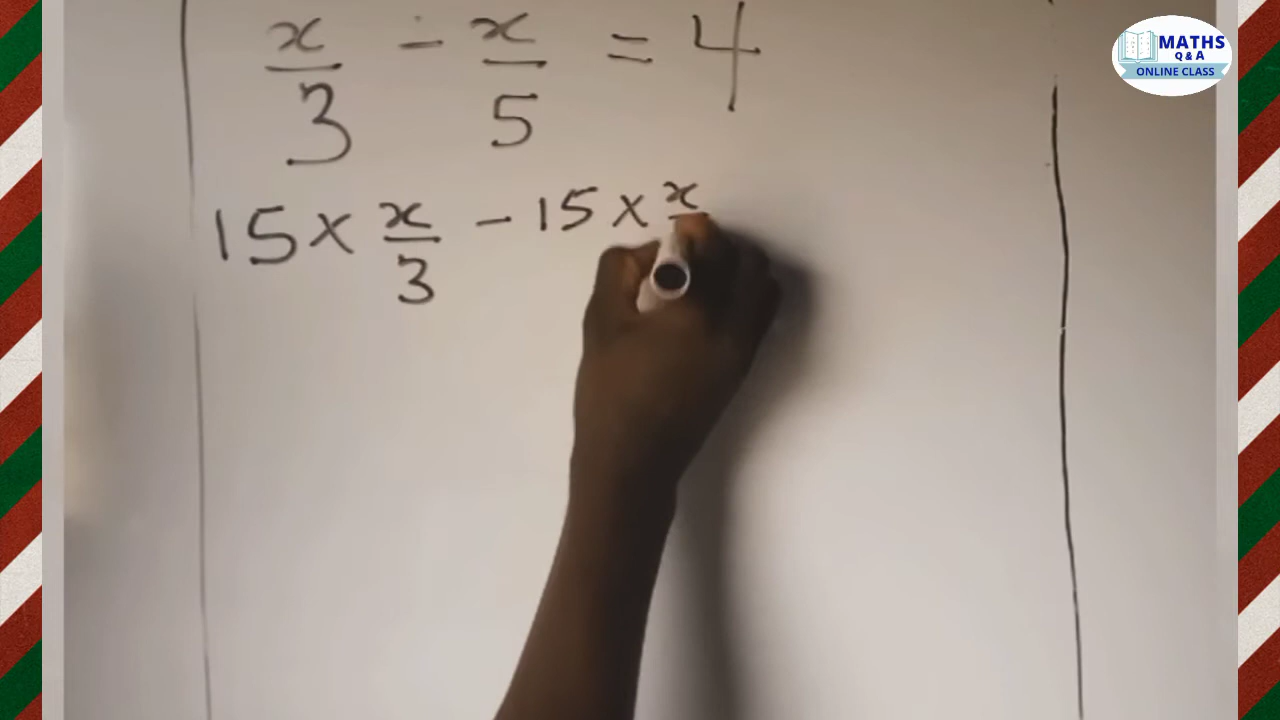 x/3 - x/5 = 4
15 × x/3 - 15 × x
MATHS
Q & A
ONLINE CLASS